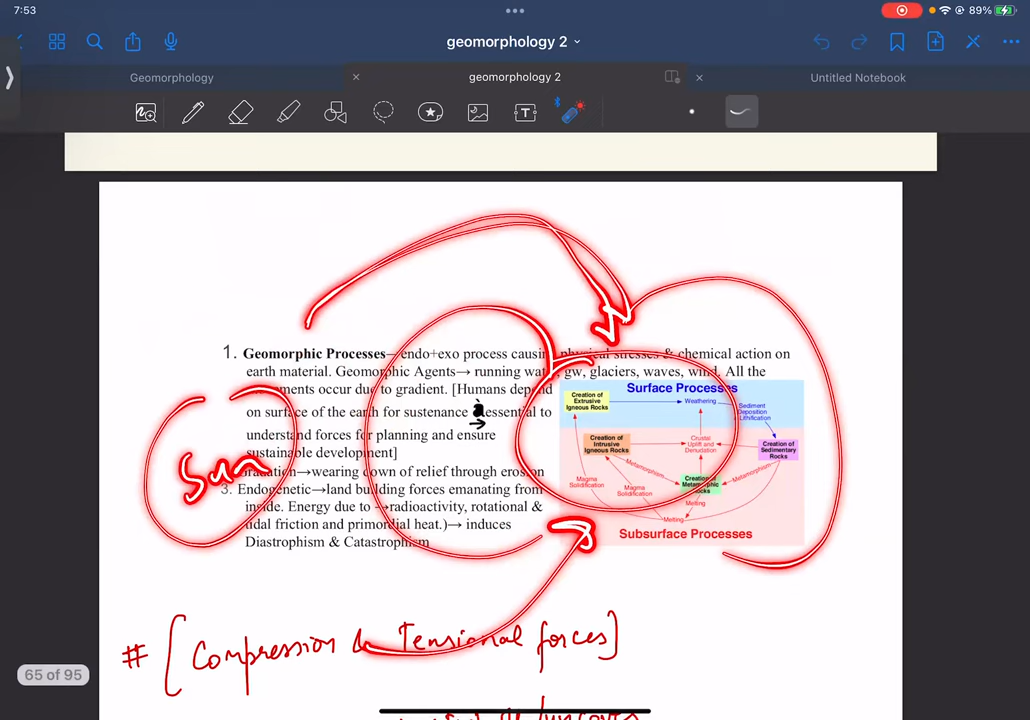 7:53
89%
geomorphology 2
Geomorphology
geomorphology 2
Untitled Notebook
1. Geomorphic Processes—endo+exo process causing physical stresses & chemical action on
earth material. Geomorphic Agents→ running water, gw, glaciers, waves, wind. All the
occur due to gradient. [Humans depend
on surface of the earth for sustenance essential to
understand forces for planning and ensure
sustainable development]
→wearing down of relief through erosion
3. Endogenetic→land building forces emanating from
inside. Energy due to →radioactivity, rotational &
tidal friction and primordial heat.)→ induces
Diastrophism & Catastrophism
Sun
Surface Processes
Creation of
Extrusive
Igneous Rocks
Weathering
Sediment
Deposition
Lithification
Creation of
Intrusive
Igneous Rocks
Crustal
Uplift and
Denudation
Creation of
Sedimentary
Rocks
Metamorphism
Creation of
Metamorphic
Rocks
Metamorphism
Magma
Solidification
Magma
Solidification
Melting
Melting
Subsurface Processes
# [Compression & Tensional forces]
65 of 95